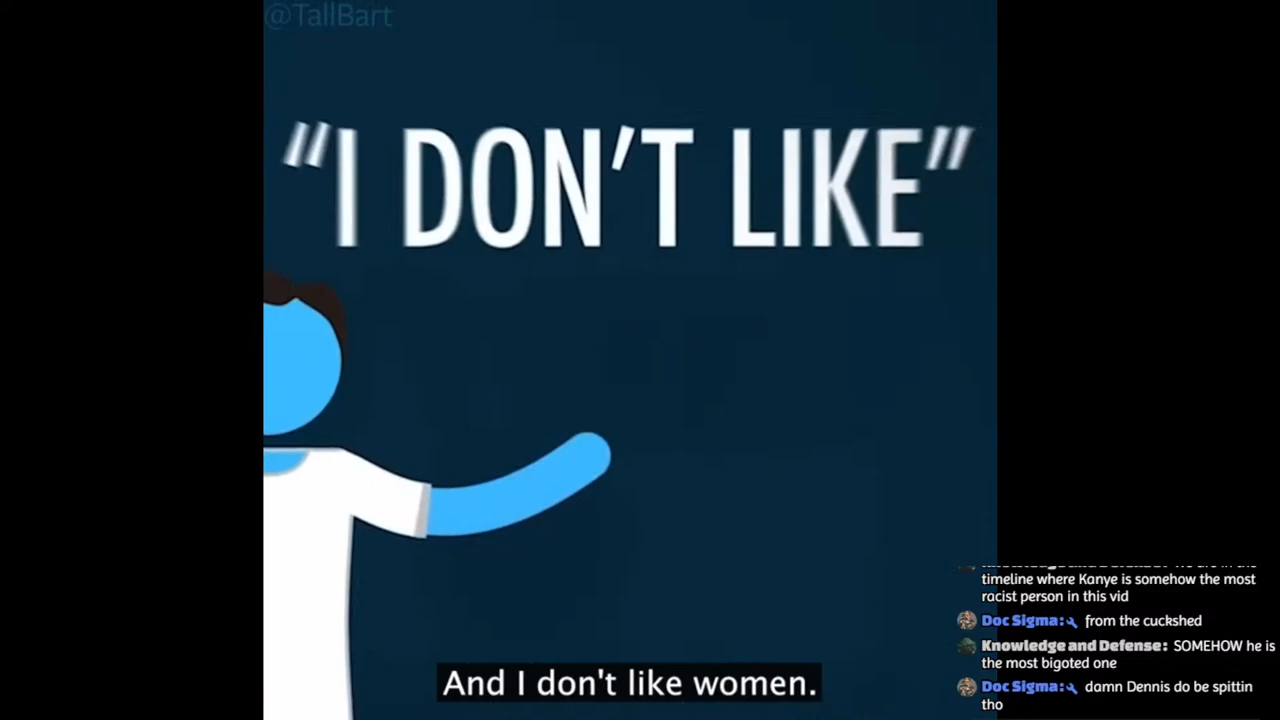 @TallBart
“I DON’T LIKE”
timeline where Kanye is somehow the most
racist person in this vid
Doc Sigma: from the cuckshed
Knowledge and Defense: SOMEHOW he is
the most bigoted one
Doc Sigma: damn Dennis do be spittin
tho
And I don't like women.